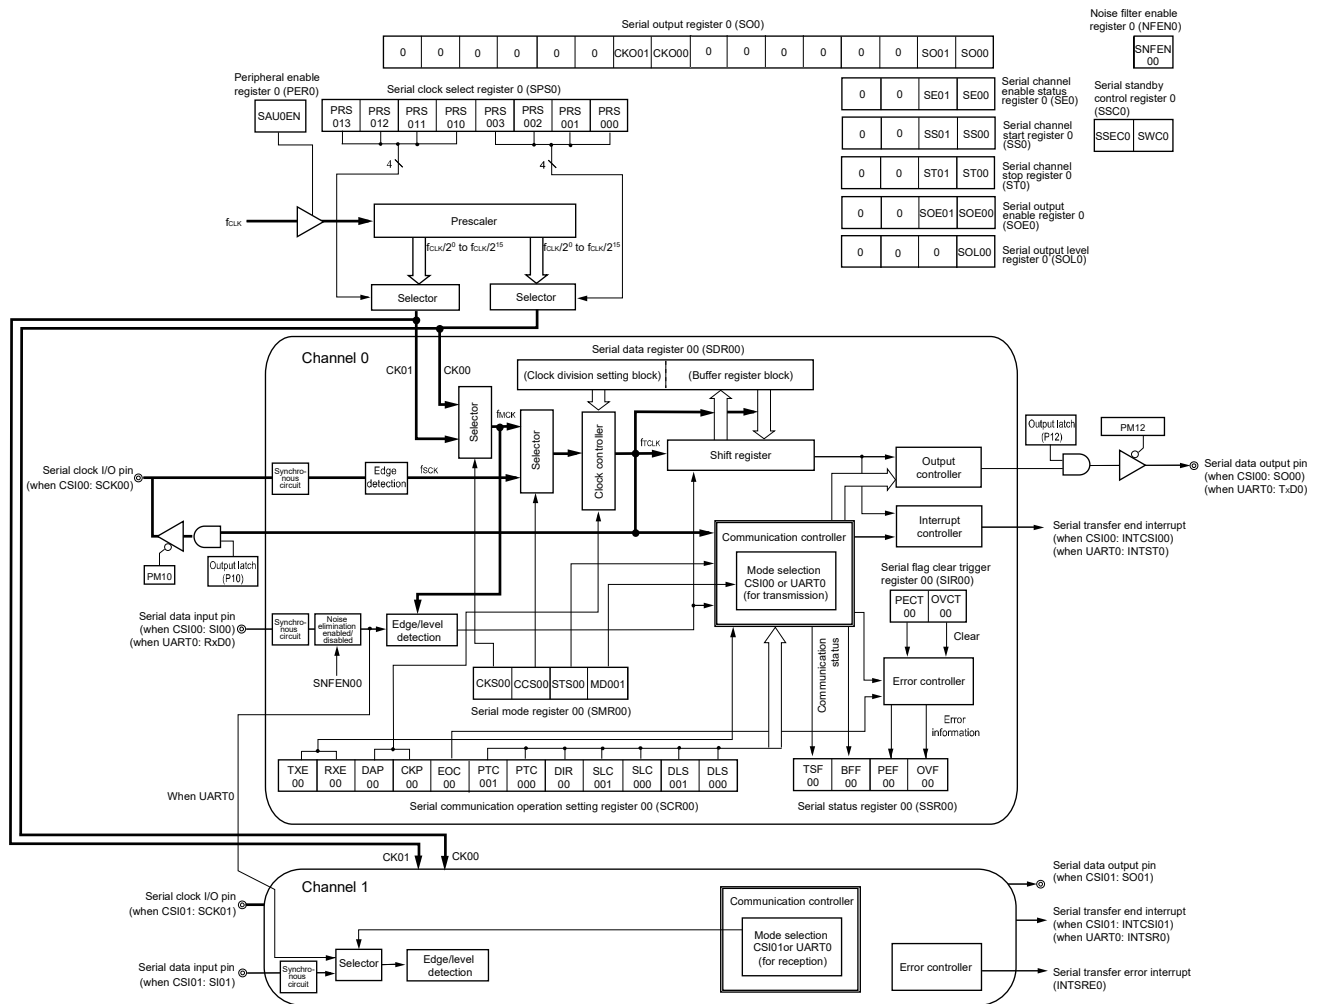 Serial output register 0 (SO0)
0 0 0 0 0 0 CKO01 CKO00 0 0 0 0 0 0 SO01 SO00
Noise filter enable
register 0 (NFEN0)
SNFEN
00
Peripheral enable
register 0 (PER0)
SAU0EN
Serial clock select register 0 (SPS0)
PRS PRS PRS PRS PRS PRS PRS PRS
013 012 011 010 003 002 001 000
0 0 SE01 SE00
Serial channel
enable status
register 0 (SE0)
Serial standby
control register 0
(SSC0)
SSEC0 SWC0
0 0 SS01 SS00
Serial channel
start register 0
(SS0)
0 0 ST01 ST00
Serial channel
stop register 0
(ST0)
0 0 SOE01 SOE00
Serial output
enable register 0
(SOE0)
0 0 0 SOL00
Serial output level
register 0 (SOL0)
4
4
fCLK
Prescaler
fCLK/2⁰ to fCLK/2¹⁵
fCLK/2⁰ to fCLK/2¹⁵
Selector
Selector
Channel 0
CK01
CK00
Serial data register 00 (SDR00)
(Clock division setting block)
(Buffer register block)
Selector
fMCK
Selector
Clock controller
fTCLK
Shift register
Output latch
(P12)
PM12
Output
controller
Serial data output pin
(when CSI00: SO00)
(when UART0: TxD0)
Serial clock I/O pin
(when CSI00: SCK00)
Synchro-
nous
circuit
Edge
detection
fSCK
Interrupt
controller
Serial transfer end interrupt
(when CSI00: INTCSI00)
(when UART0: INTST0)
PM10
Output latch
(P10)
Communication controller
Mode selection
CSI00 or UART0
(for transmission)
Serial flag clear trigger
register 00 (SIR00)
PECT OVCT
00 00
Clear
Serial data input pin
(when CSI00: SI00)
(when UART0: RxD0)
Synchro-
nous
circuit
Noise
elimination
enabled/
disabled
Edge/level
detection
SNFEN00
Communication
status
Error controller
Error
information
CKS00 CCS00 STS00 MD001
Serial mode register 00 (SMR00)
TXE RXE DAP CKP EOC PTC PTC DIR SLC SLC DLS DLS
00 00 00 00 00 001 000 00 001 000 001 000
Serial communication operation setting register 00 (SCR00)
TSF BFF PEF OVF
00 00 00 00
Serial status register 00 (SSR00)
When UART0
CK01
CK00
Channel 1
Serial clock I/O pin
(when CSI01: SCK01)
Serial data input pin
(when CSI01: SI01)
Synchro-
nous
circuit
Selector
Edge/level
detection
Communication controller
Mode selection
CSI01or UART0
(for reception)
Error controller
Serial data output pin
(when CSI01: SO01)
Serial transfer end interrupt
(when CSI01: INTCSI01)
(when UART0: INTSR0)
Serial transfer error interrupt
(INTSRE0)